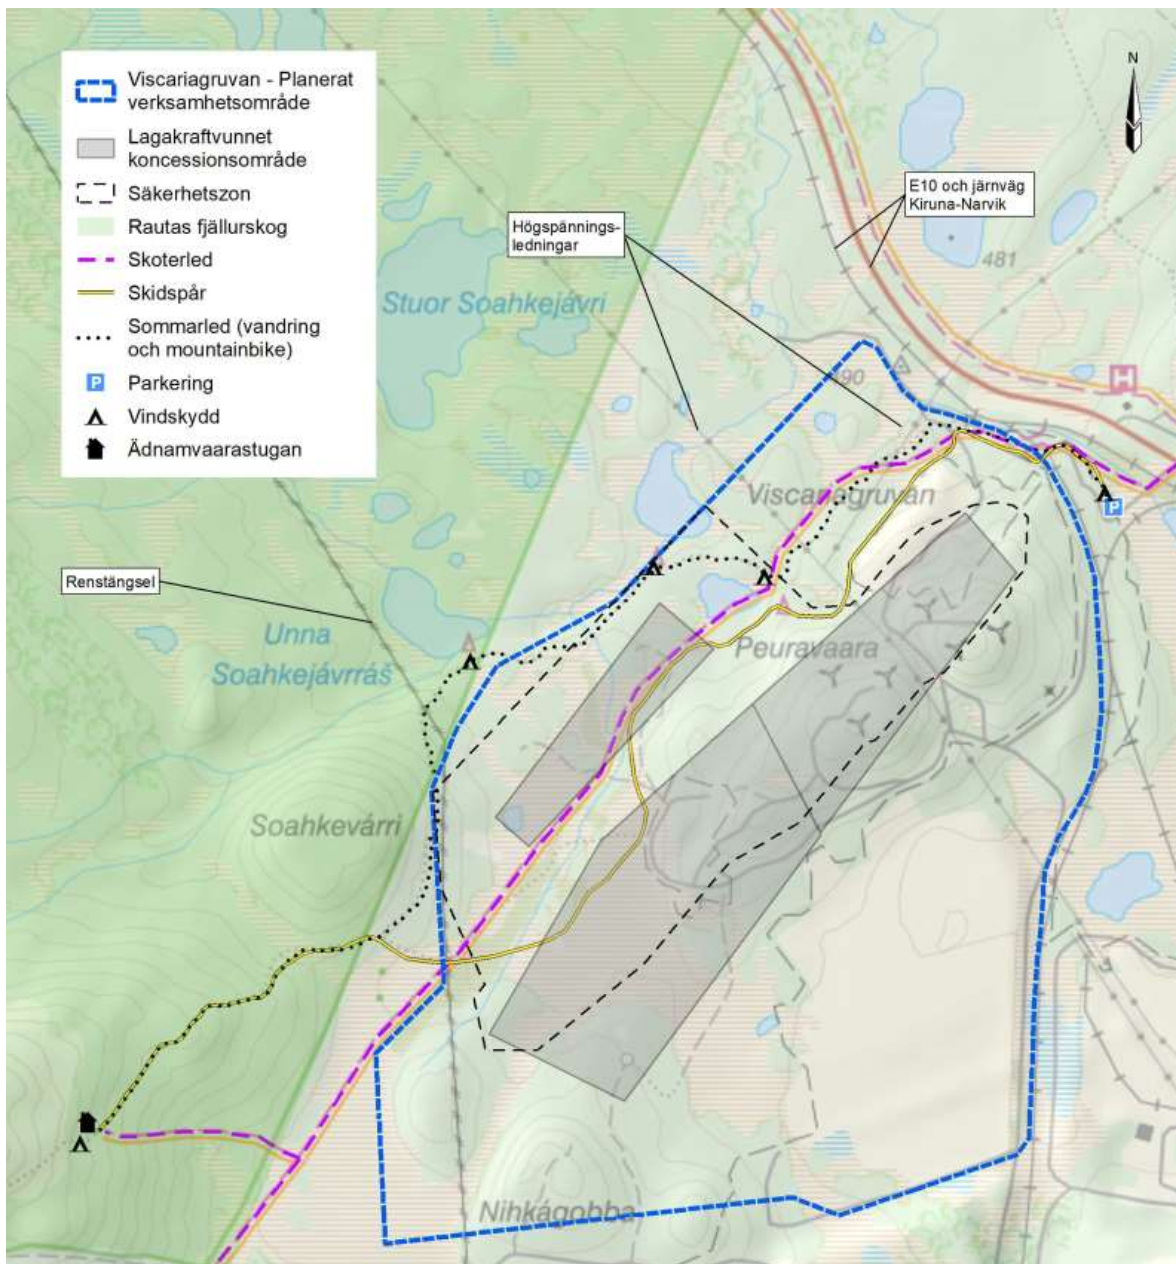 Viscariagruvan - Planerat
verksamhetsområde
Lagakraftvunnet
koncessionsområde
Säkerhetszon
Rautas fjällurskog
Skoterled
Skidspår
Sommarled (vandring
och mountainbike)
P
Parkering
Vindskydd
Ädnamvaarastugan
N
E10 och järnväg
Kiruna-Narvik
Högspännings-
ledningar
481
Stuor Soahkejávri
490
H
Viscariagruvan
P
Renstängsel
Unna
Soahkejávrráš
Peuravaara
Soahkevárri
Nihkágobba